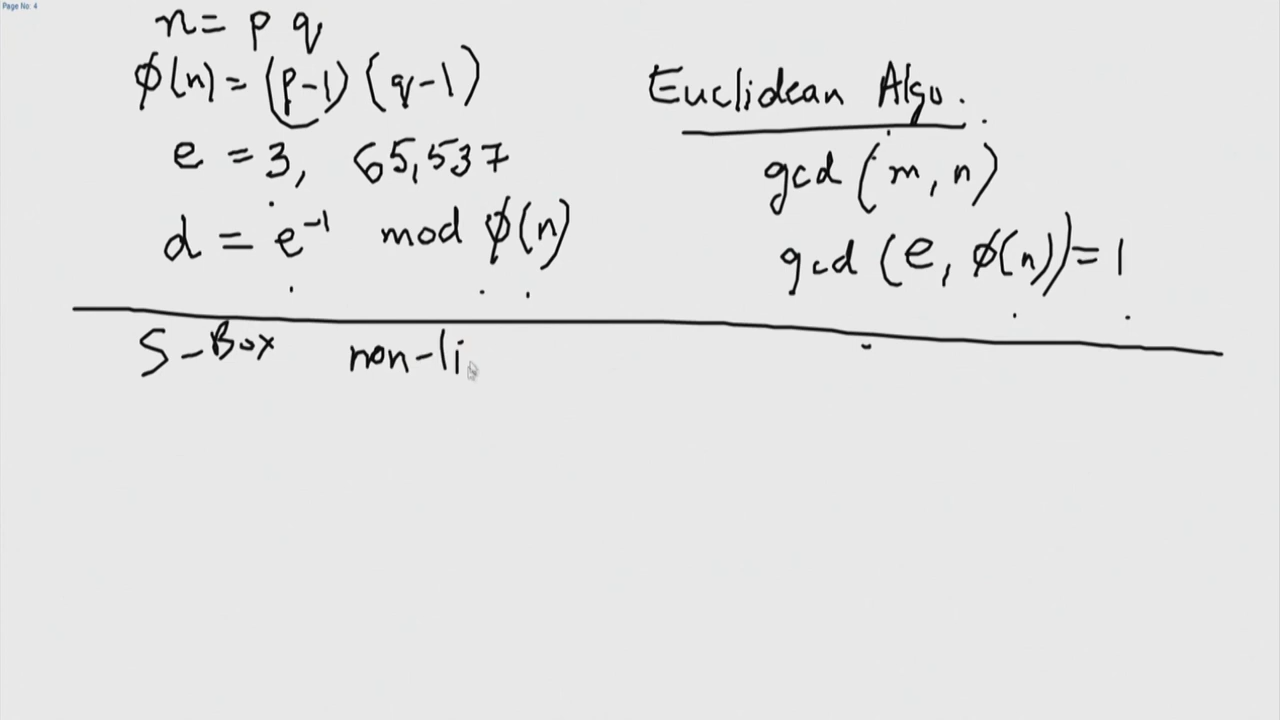 Page No: 4
n = p q
φ(n) = (p-1) (q-1)
e = 3, 65,537
d = e⁻¹ mod φ(n)
Euclidean Algo.
gcd (m, n)
gcd (e, φ(n)) = 1
S-Box non-li